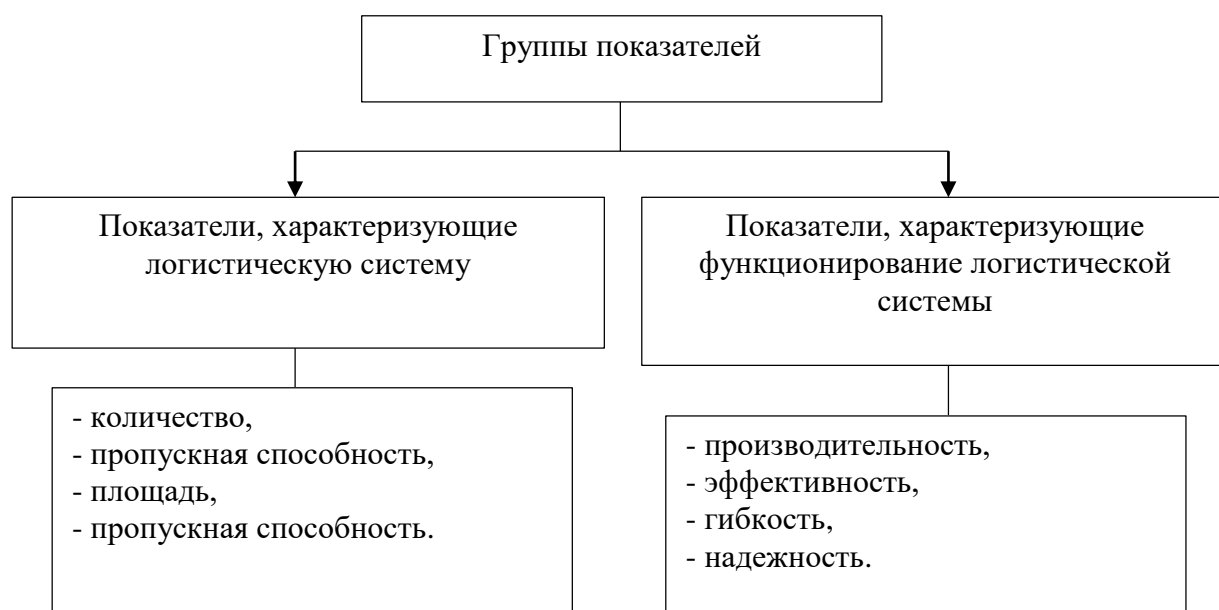 Группы показателей
Показатели, характеризующие
логистическую систему
Показатели, характеризующие
функционирование логистической
системы
- количество,
- пропускная способность,
- площадь,
- пропускная способность.
- производительность,
- эффективность,
- гибкость,
- надежность.